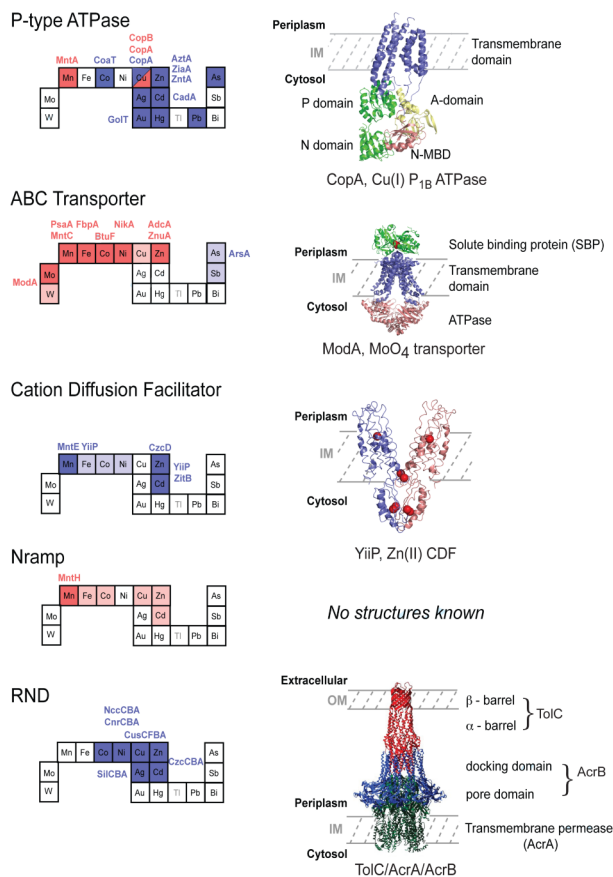 P-type ATPase
CopB
CopA
MntA CoaT CopA
AztA
ZiaA
ZntA
Mn Fe Co Ni Cu Zn As
Mo Ag Cd CadA Sb
W GolT Au Hg Tl Pb Bi
Periplasm
IM
Cytosol
Transmembrane
domain
P domain
A-domain
N domain
N-MBD
CopA, Cu(I) P1B ATPase
ABC Transporter
PsaA FbpA NikA AdcA
MntC BtuF ZnuA
Mn Fe Co Ni Cu Zn As ArsA
ModA Mo Ag Cd Sb
W Au Hg Tl Pb Bi
Solute binding protein (SBP)
Periplasm
IM
Transmembrane
domain
Cytosol
ATPase
ModA, MoO4 transporter
Cation Diffusion Facilitator
MntE YiiP CzcD
Mn Fe Co Ni Cu Zn As
YiiP
ZitB
Mo Ag Cd Sb
W Au Hg Tl Pb Bi
Periplasm
IM
Cytosol
YiiP, Zn(II) CDF
Nramp
MntH
Mn Fe Co Ni Cu Zn As
Mo Ag Cd Sb
W Au Hg Tl Pb Bi
No structures known
RND
NccCBA
CnrCBA
CusCFBA
Mn Fe Co Ni Cu Zn As
CzcCBA
Mo SilCBA Ag Cd Sb
W Au Hg Tl Pb Bi
Extracellular
OM
β - barrel
TolC
α - barrel
docking domain
AcrB
pore domain
Periplasm
IM
Transmembrane permease
(AcrA)
Cytosol
TolC/AcrA/AcrB